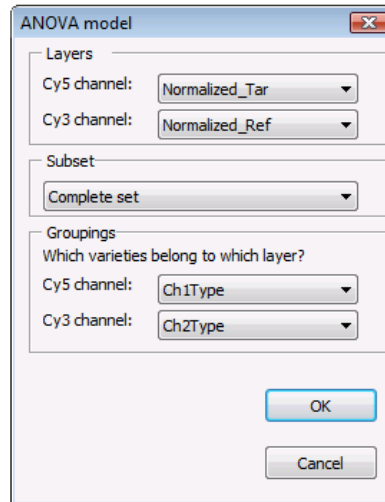 ANOVA model
Layers
Cy5 channel: Normalized_Tar
Cy3 channel: Normalized_Ref
Subset
Complete set
Groupings
Which varieties belong to which layer?
Cy5 channel: Ch1Type
Cy3 channel: Ch2Type
OK
Cancel